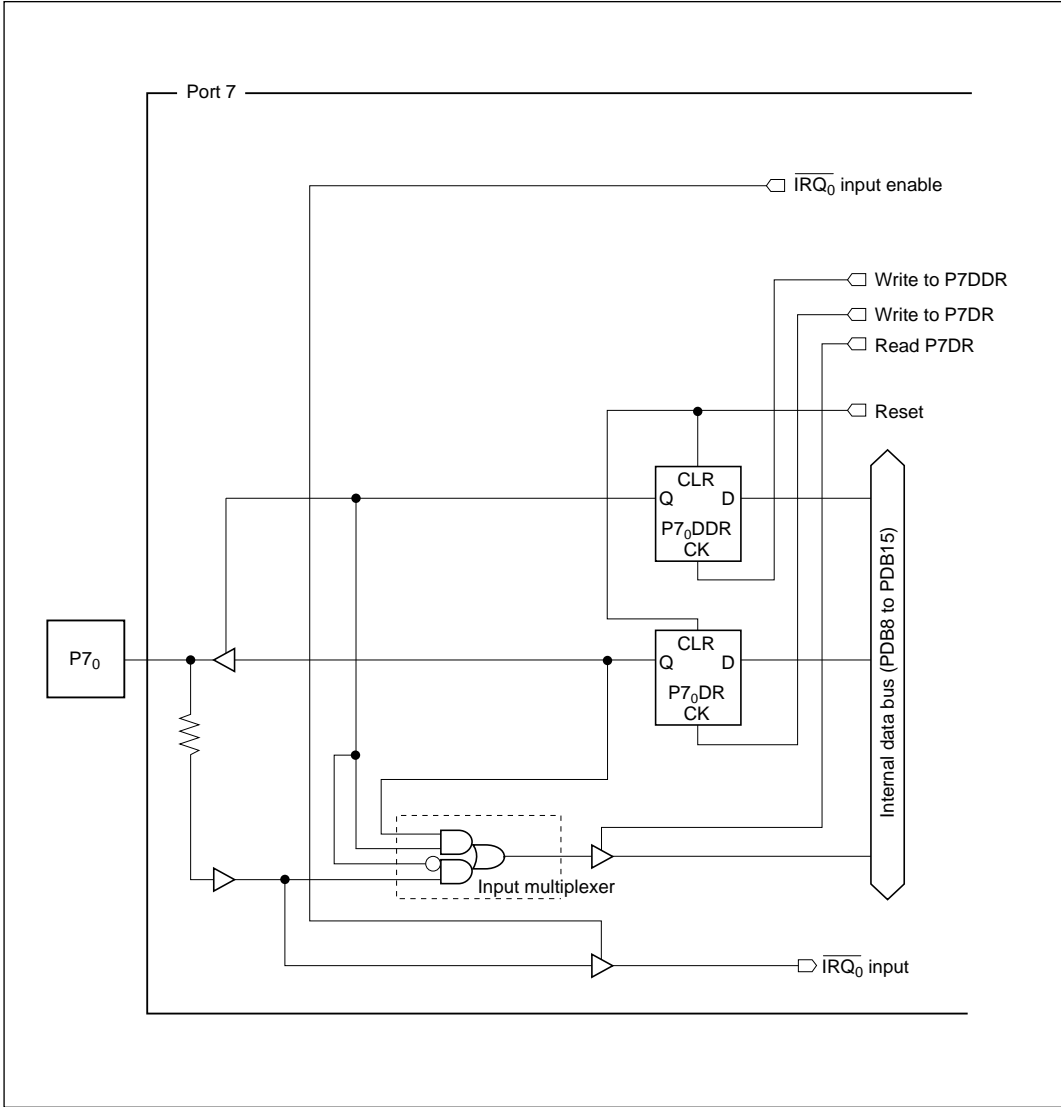 Port 7
IRQ₀ input enable
Write to P7DDR
Write to P7DR
Read P7DR
Reset
CLR
Q D
P7₀DDR
CK
Internal data bus (PDB8 to PDB15)
P7₀
CLR
Q D
P7₀DR
CK
Input multiplexer
IRQ₀ input